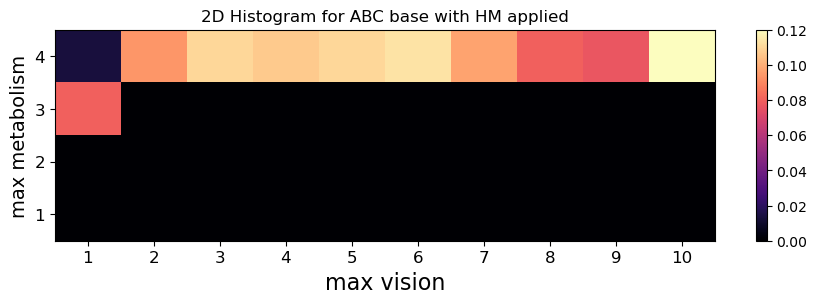 2D Histogram for ABC base with HM applied
max metabolism
4
3
2
1
1 2 3 4 5 6 7 8 9 10
max vision
0.12
0.10
0.08
0.06
0.04
0.02
0.00